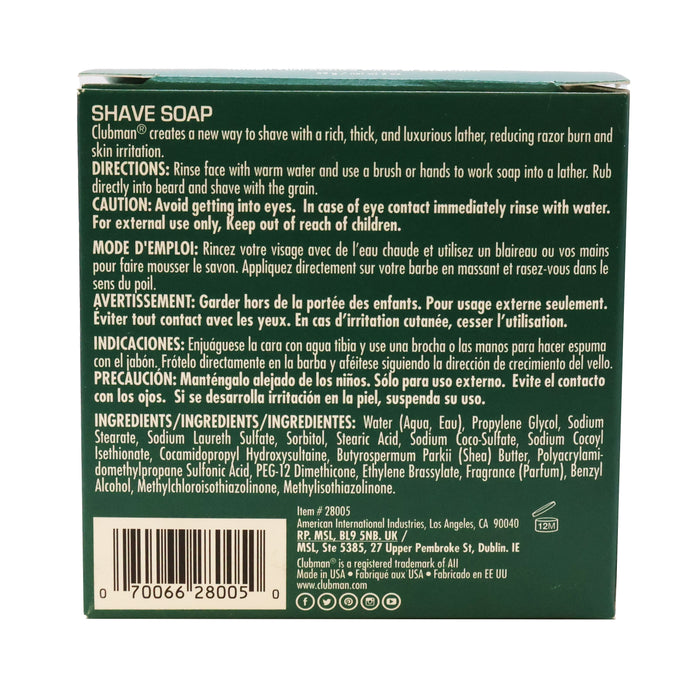 SHAVE SOAP
Clubman® creates a new way to shave with a rich, thick, and luxurious lather, reducing razor burn and
skin irritation.
DIRECTIONS: Rinse face with warm water and use a brush or hands to work soap into a lather. Rub
directly into beard and shave with the grain.
CAUTION: Avoid getting into eyes. In case of eye contact immediately rinse with water.
For external use only, Keep out of reach of children.
MODE D'EMPLOI: Rincez votre visage avec de l'eau chaude et utilisez un blaireau ou vos mains
pour faire mousser le savon. Appliquez directement sur votre barbe en massant et rasez-vous dans le
sens du poil.
AVERTISSEMENT: Garder hors de la portée des enfants. Pour usage externe seulement.
Éviter tout contact avec les yeux. En cas d'irritation cutanée, cesser l'utilisation.
INDICACIONES: Enjuáguese la cara con agua tibia y use una brocha o las manos para hacer espuma
con el jabón. Frótelo directamente en la barba y aféitese siguiendo la dirección de crecimiento del vello.
PRECAUCIÓN: Manténgalo alejado de los niños. Sólo para uso externo. Evite el contacto
con los ojos. Si se desarrolla irritación en la piel, suspenda su uso.
INGREDIENTS/INGREDIENTS/INGREDIENTES: Water (Aqua, Eau), Propylene Glycol, Sodium
Stearate, Sodium Laureth Sulfate, Sorbitol, Stearic Acid, Sodium Coco-Sulfate, Sodium Cocoyl
Isethionate, Cocamidopropyl Hydroxysultaine, Butyrospermum Parkii (Shea) Butter, Polyacrylami-
domethylpropane Sulfonic Acid, PEG-12 Dimethicone, Ethylene Brassylate, Fragrance (Parfum), Benzyl
Alcohol, Methylchloroisothiazolinone, Methylisothiazolinone.
Item # 28005
American International Industries, Los Angeles, CA 90040
RP. MSL, BL9 5NB. UK /
MSL, Ste 5385, 27 Upper Pembroke St, Dublin. IE
Clubman® is a registered trademark of AII
Made in USA • Fabriqué aux USA • Fabricado en EE UU
www.clubman.com
12M
0 70066 28005 0